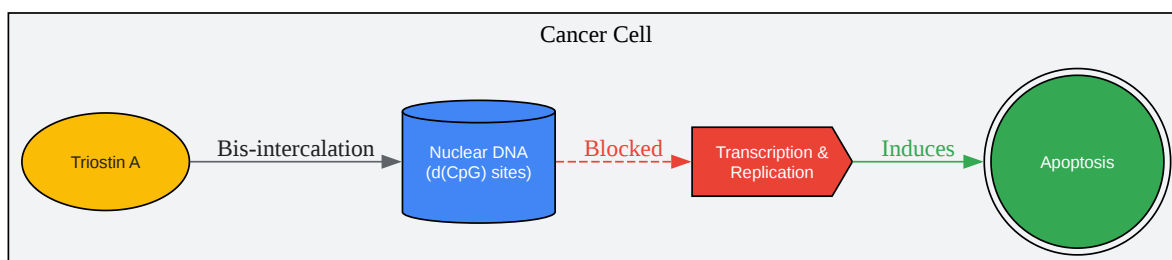 Cancer Cell
Triostin A
Bis-intercalation
Nuclear DNA
(d(CpG) sites)
Blocked
Transcription &
Replication
Induces
Apoptosis